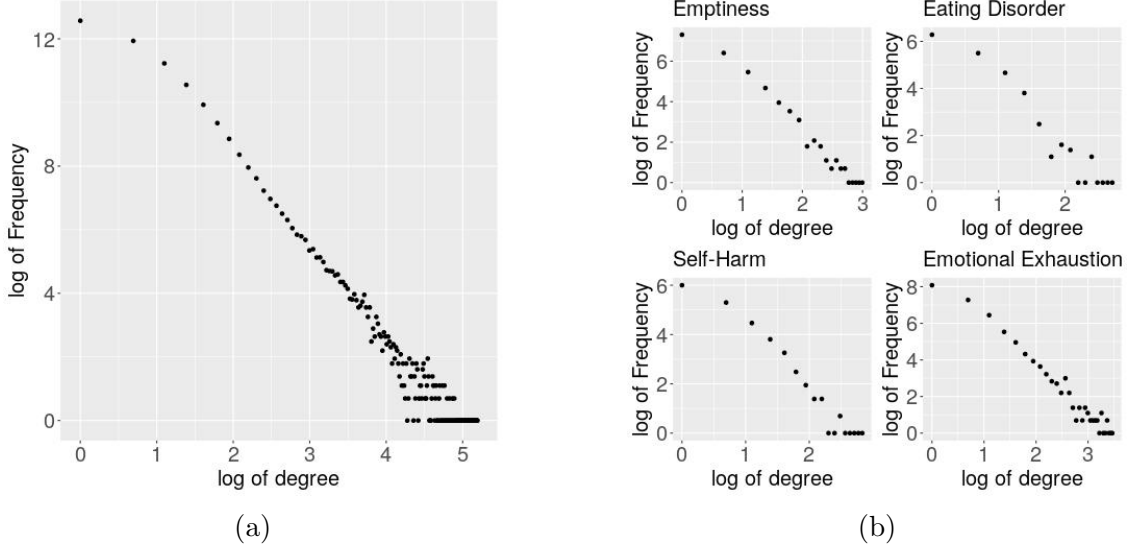 12
8
4
0
log of Frequency
0 1 2 3 4 5
log of degree
(a)
Emptiness
6
4
2
0
log of Frequency
0 1 2 3
log of degree
Eating Disorder
6
4
2
0
log of Frequency
0 1 2
log of degree
Self-Harm
6
4
2
0
log of Frequency
0 1 2
log of degree
Emotional Exhaustion
8
6
4
2
0
log of Frequency
0 1 2 3
log of degree
(b)